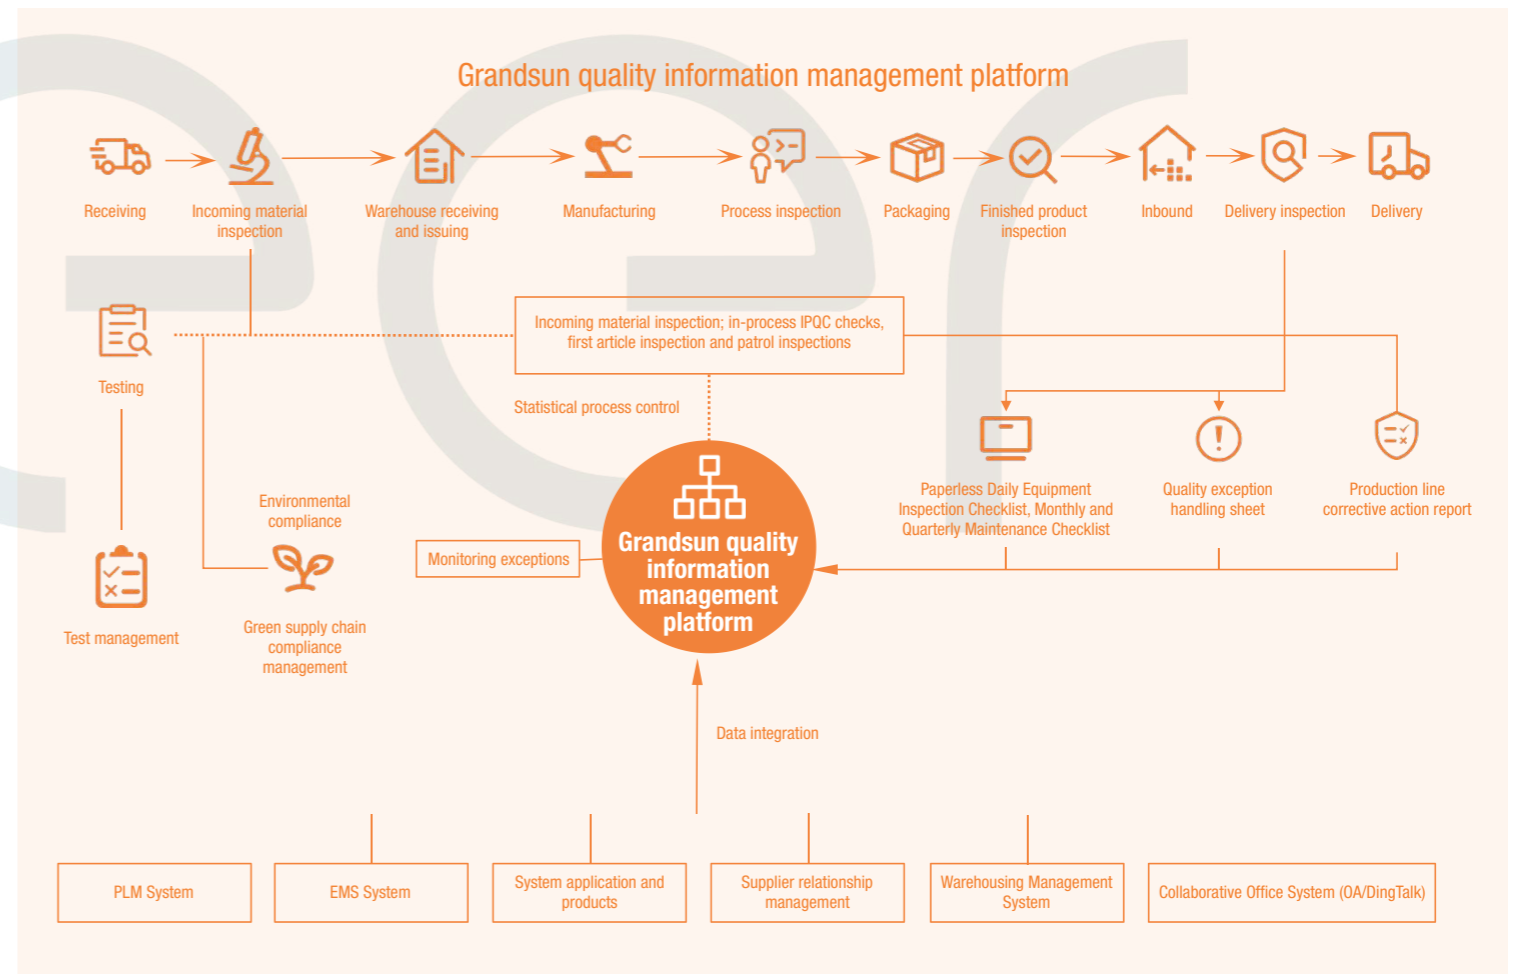 Grandsun quality information management platform
Receiving
Incoming material
inspection
Warehouse receiving
and issuing
Manufacturing
Process inspection
Packaging
Finished product
inspection
Inbound
Delivery inspection
Delivery
Incoming material inspection; in-process IPQC checks,
first article inspection and patrol inspections
Testing
Statistical process control
Paperless Daily Equipment
Inspection Checklist, Monthly and
Quarterly Maintenance Checklist
Quality exception
handling sheet
Production line
corrective action report
Environmental
compliance
Monitoring exceptions
Grandsun quality
information
management
platform
Test management
Green supply chain
compliance
management
Data integration
PLM System
EMS System
System application and
products
Supplier relationship
management
Warehousing Management
System
Collaborative Office System (OA/DingTalk)